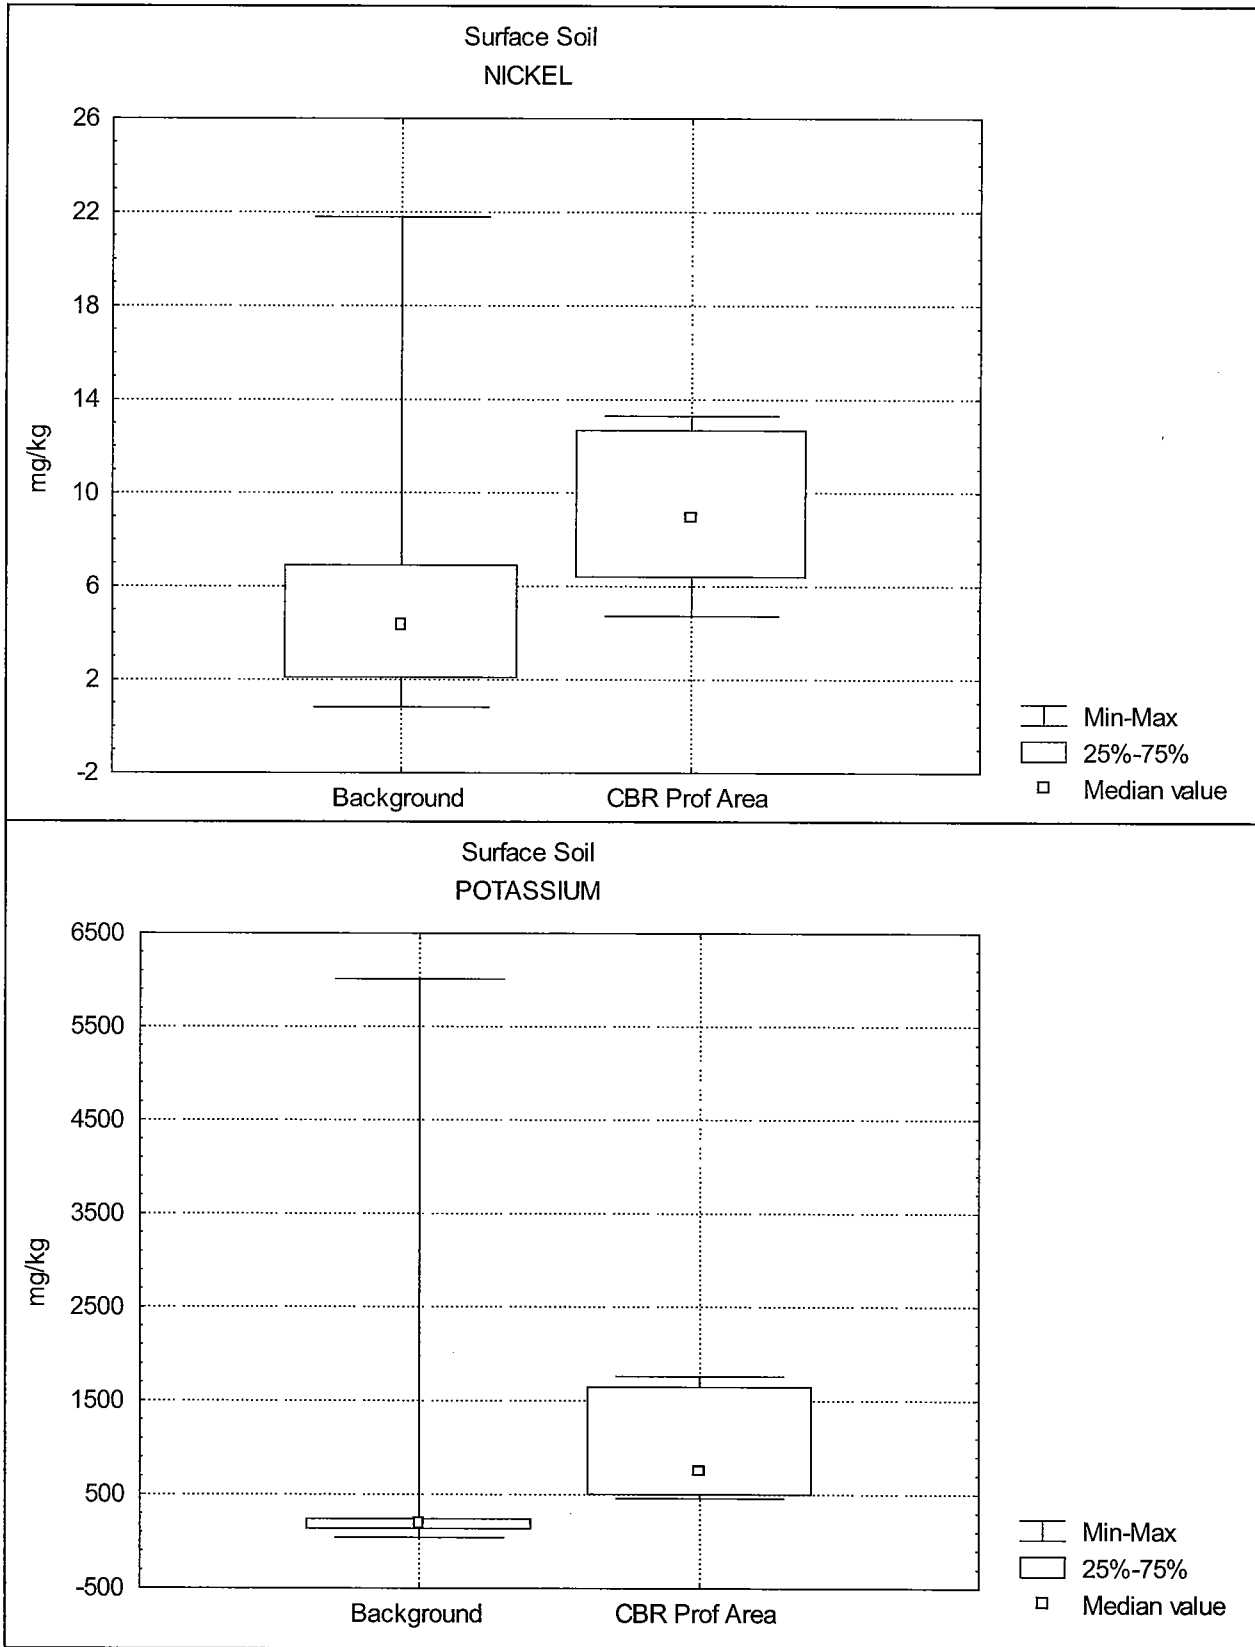 Surface Soil
NICKEL
26
22
18
14
10
6
2
-2
mg/kg
Background
CBR Prof Area
Min-Max
25%-75%
Median value
Surface Soil
POTASSIUM
6500
5500
4500
3500
2500
1500
500
-500
mg/kg
Background
CBR Prof Area
Min-Max
25%-75%
Median value